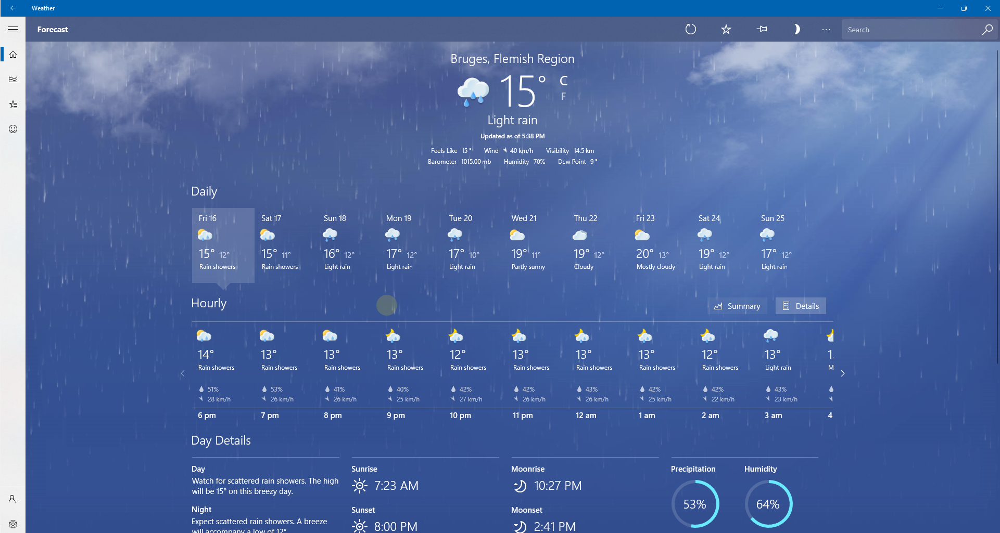 Weather
Forecast
Search
Bruges, Flemish Region
15° C
F
Light rain
Updated as of 5:38 PM
Feels Like 15° Wind 40 km/h Visibility 14.5 km
Barometer 1015.00 mb Humidity 70% Dew Point 9°
Daily
Fri 16 Sat 17 Sun 18 Mon 19 Tue 20 Wed 21 Thu 22 Fri 23 Sat 24 Sun 25
15° 12° 15° 11° 16° 12° 17° 12° 17° 10° 19° 11° 19° 12° 20° 13° 19° 12° 17° 12°
Rain showers Rain showers Light rain Light rain Light rain Partly sunny Cloudy Mostly cloudy Light rain Light rain
Hourly
Summary Details
14° 13° 13° 13° 12° 13° 13° 13° 12° 13° 1
Rain showers Rain showers Rain showers Rain showers Rain showers Rain showers Rain showers Rain showers Rain showers Light rain M
51% 53% 41% 40% 42% 42% 43% 42% 42% 43%
28 km/h 26 km/h 26 km/h 25 km/h 27 km/h 26 km/h 26 km/h 25 km/h 22 km/h 23 km/h
6 pm 7 pm 8 pm 9 pm 10 pm 11 pm 12 am 1 am 2 am 3 am 4
Day Details
Day
Watch for scattered rain showers. The high
will be 15° on this breezy day.
Night
Expect scattered rain showers. A breeze
will accompany a low of 12°.
Sunrise
7:23 AM
Sunset
8:00 PM
Moonrise
10:27 PM
Moonset
2:41 PM
Precipitation Humidity
53% 64%